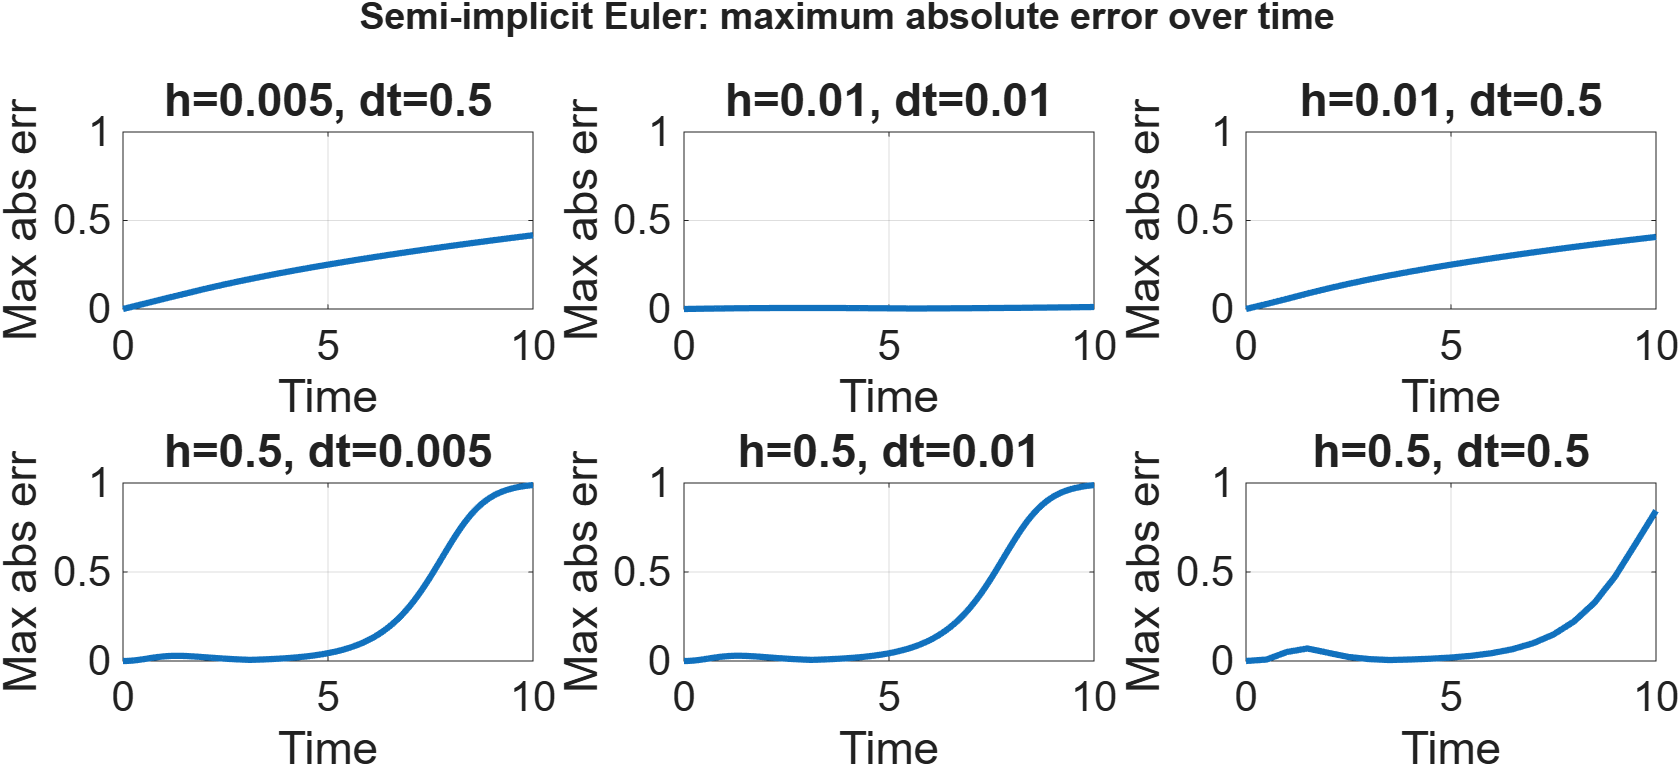 Semi-implicit Euler: maximum absolute error over time
h=0.005, dt=0.5
Max abs err
1
0.5
0
0
5
10
Time
h=0.01, dt=0.01
Max abs err
1
0.5
0
0
5
10
Time
h=0.01, dt=0.5
Max abs err
1
0.5
0
0
5
10
Time
h=0.5, dt=0.005
Max abs err
1
0.5
0
0
5
10
Time
h=0.5, dt=0.01
Max abs err
1
0.5
0
0
5
10
Time
h=0.5, dt=0.5
Max abs err
1
0.5
0
0
5
10
Time